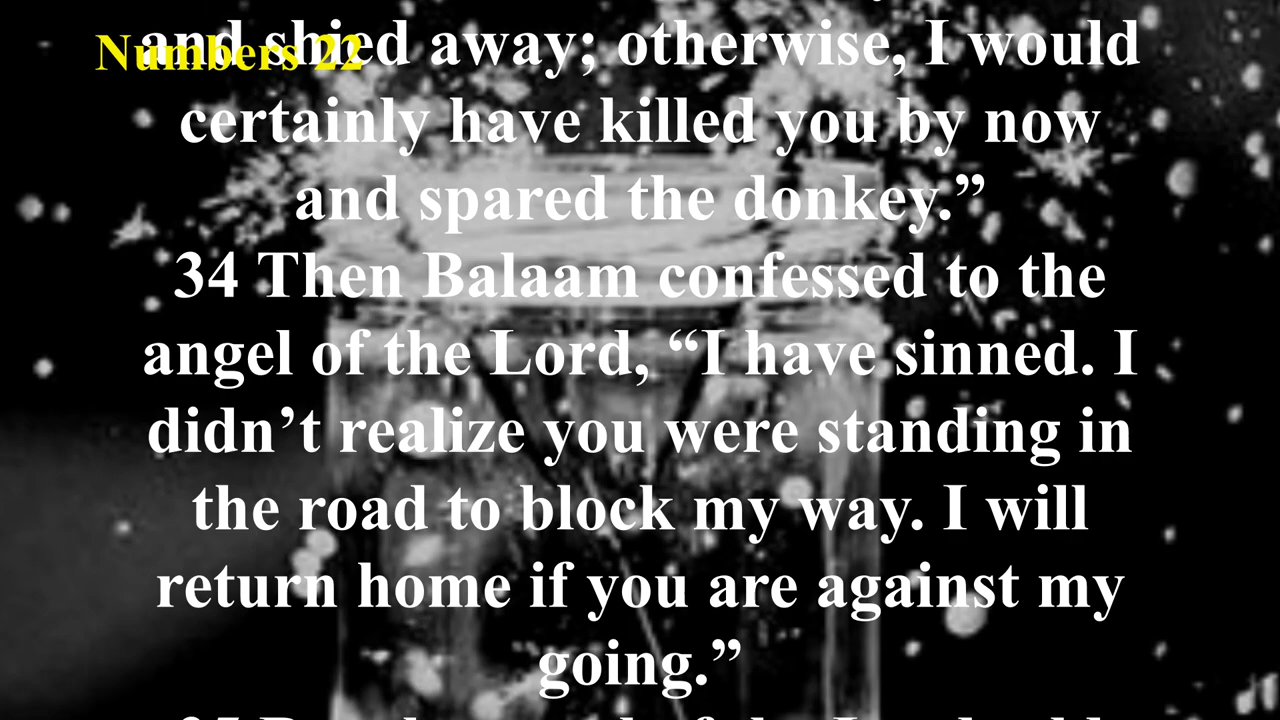 Numbers 22
and shied away; otherwise, I would
certainly have killed you by now
and spared the donkey.”
34 Then Balaam confessed to the
angel of the Lord, “I have sinned. I
didn’t realize you were standing in
the road to block my way. I will
return home if you are against my
going.”